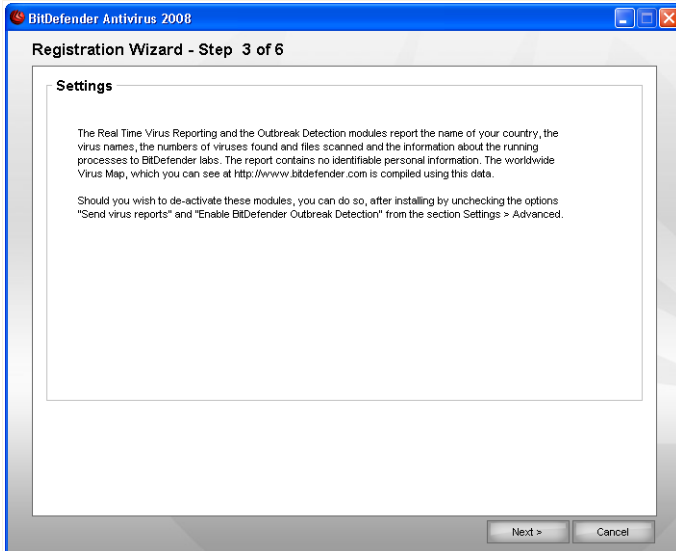 BitDefender Antivirus 2008
Registration Wizard - Step 3 of 6
Settings
The Real Time Virus Reporting and the Outbreak Detection modules report the name of your country, the
virus names, the numbers of viruses found and files scanned and the information about the running
processes to BitDefender labs. The report contains no identifiable personal information. The worldwide
Virus Map, which you can see at http://www.bitdefender.com is compiled using this data.
Should you wish to de-activate these modules, you can do so, after installing by unchecking the options
"Send virus reports" and "Enable BitDefender Outbreak Detection" from the section Settings > Advanced.
Next >
Cancel